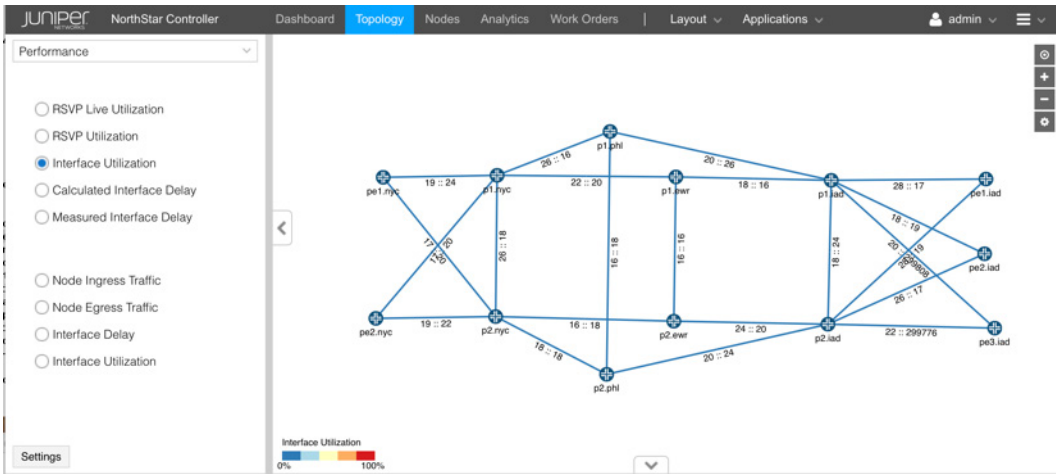 JUNIPER NETWORKS NorthStar Controller Dashboard Topology Nodes Analytics Work Orders | Layout Applications admin
Performance
RSVP Live Utilization
RSVP Utilization
Interface Utilization
Calculated Interface Delay
Measured Interface Delay
Node Ingress Traffic
Node Egress Traffic
Interface Delay
Interface Utilization
Settings
p1.phl
26 :: 16
20 :: 26
pe1.nyc
19 :: 24
p1.nyc
22 :: 20
p1.ewr
18 :: 16
p1.iad
28 :: 17
pe1.iad
18 :: 19
26 :: 18
16 :: 18
16 :: 16
18 :: 24
20 :: 299808
pe2.iad
26 :: 17
pe2.nyc
19 :: 22
p2.nyc
16 :: 18
p2.ewr
24 :: 20
p2.iad
22 :: 299776
pe3.iad
18 :: 18
20 :: 24
p2.phl
Interface Utilization
0% 100%